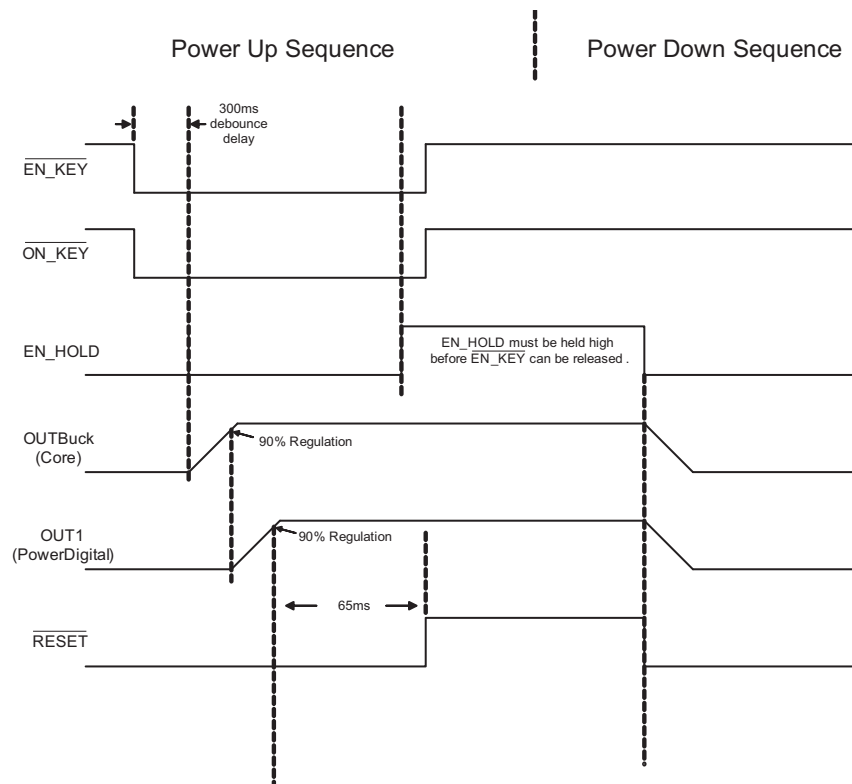 Power Up Sequence
Power Down Sequence
300ms
debounce
delay
EN_KEY
ON_KEY
EN_HOLD
EN_HOLD must be held high
before EN_KEY can be released .
OUTBuck
(Core)
90% Regulation
OUT1
(PowerDigital)
90% Regulation
65ms
RESET